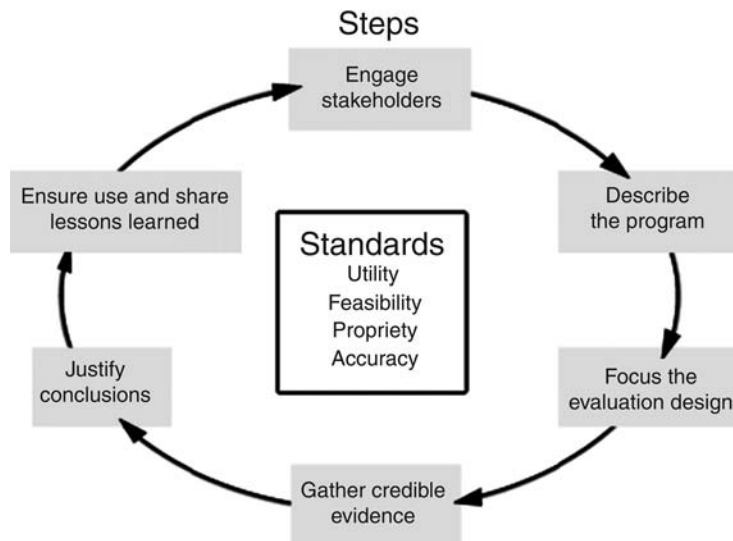 Steps
Engage
stakeholders
Describe
the program
Focus the
evaluation design
Gather credible
evidence
Justify
conclusions
Ensure use and share
lessons learned
Standards
Utility
Feasibility
Propriety
Accuracy